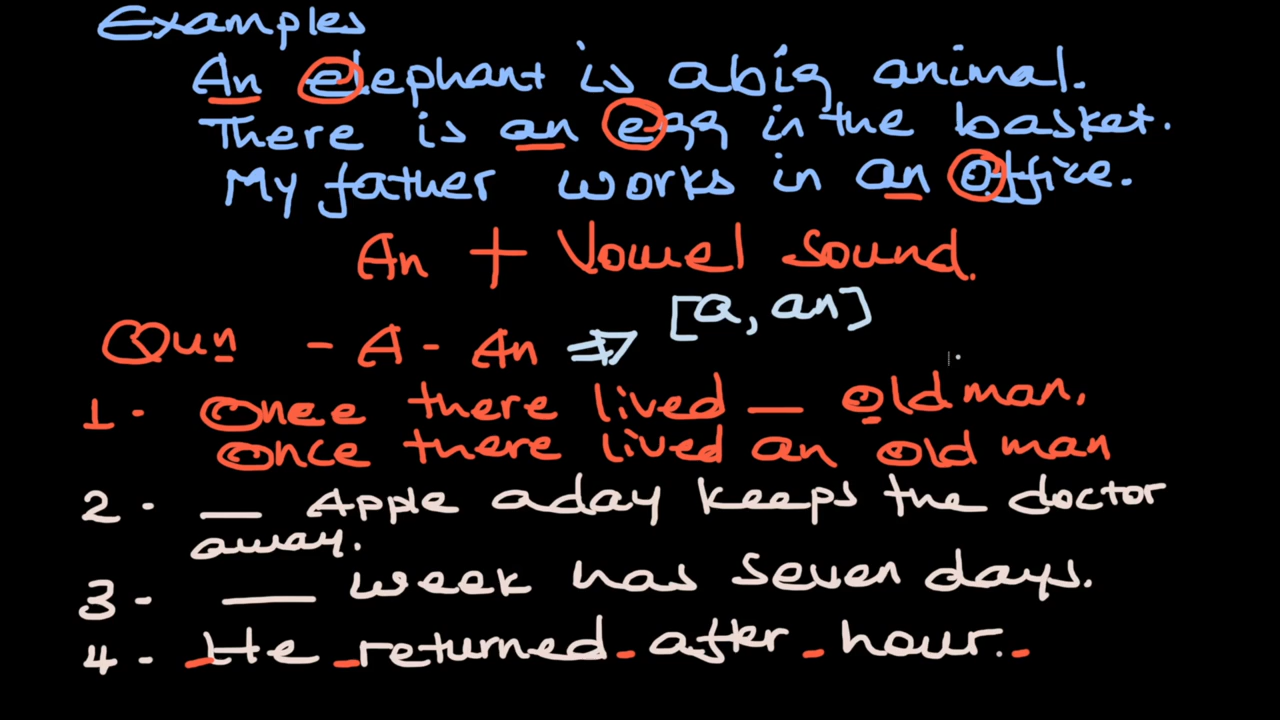 Examples
An elephant is a big animal.
There is an egg in the basket.
My father works in an office.
An + Vowel sound.
[a, an]
Qun - A - An ⇒
1 - Once there lived __ old man.
once there lived an old man
2 - __ Apple a day keeps the doctor
away.
3 - __ week has seven days.
4 - He returned after - hour.